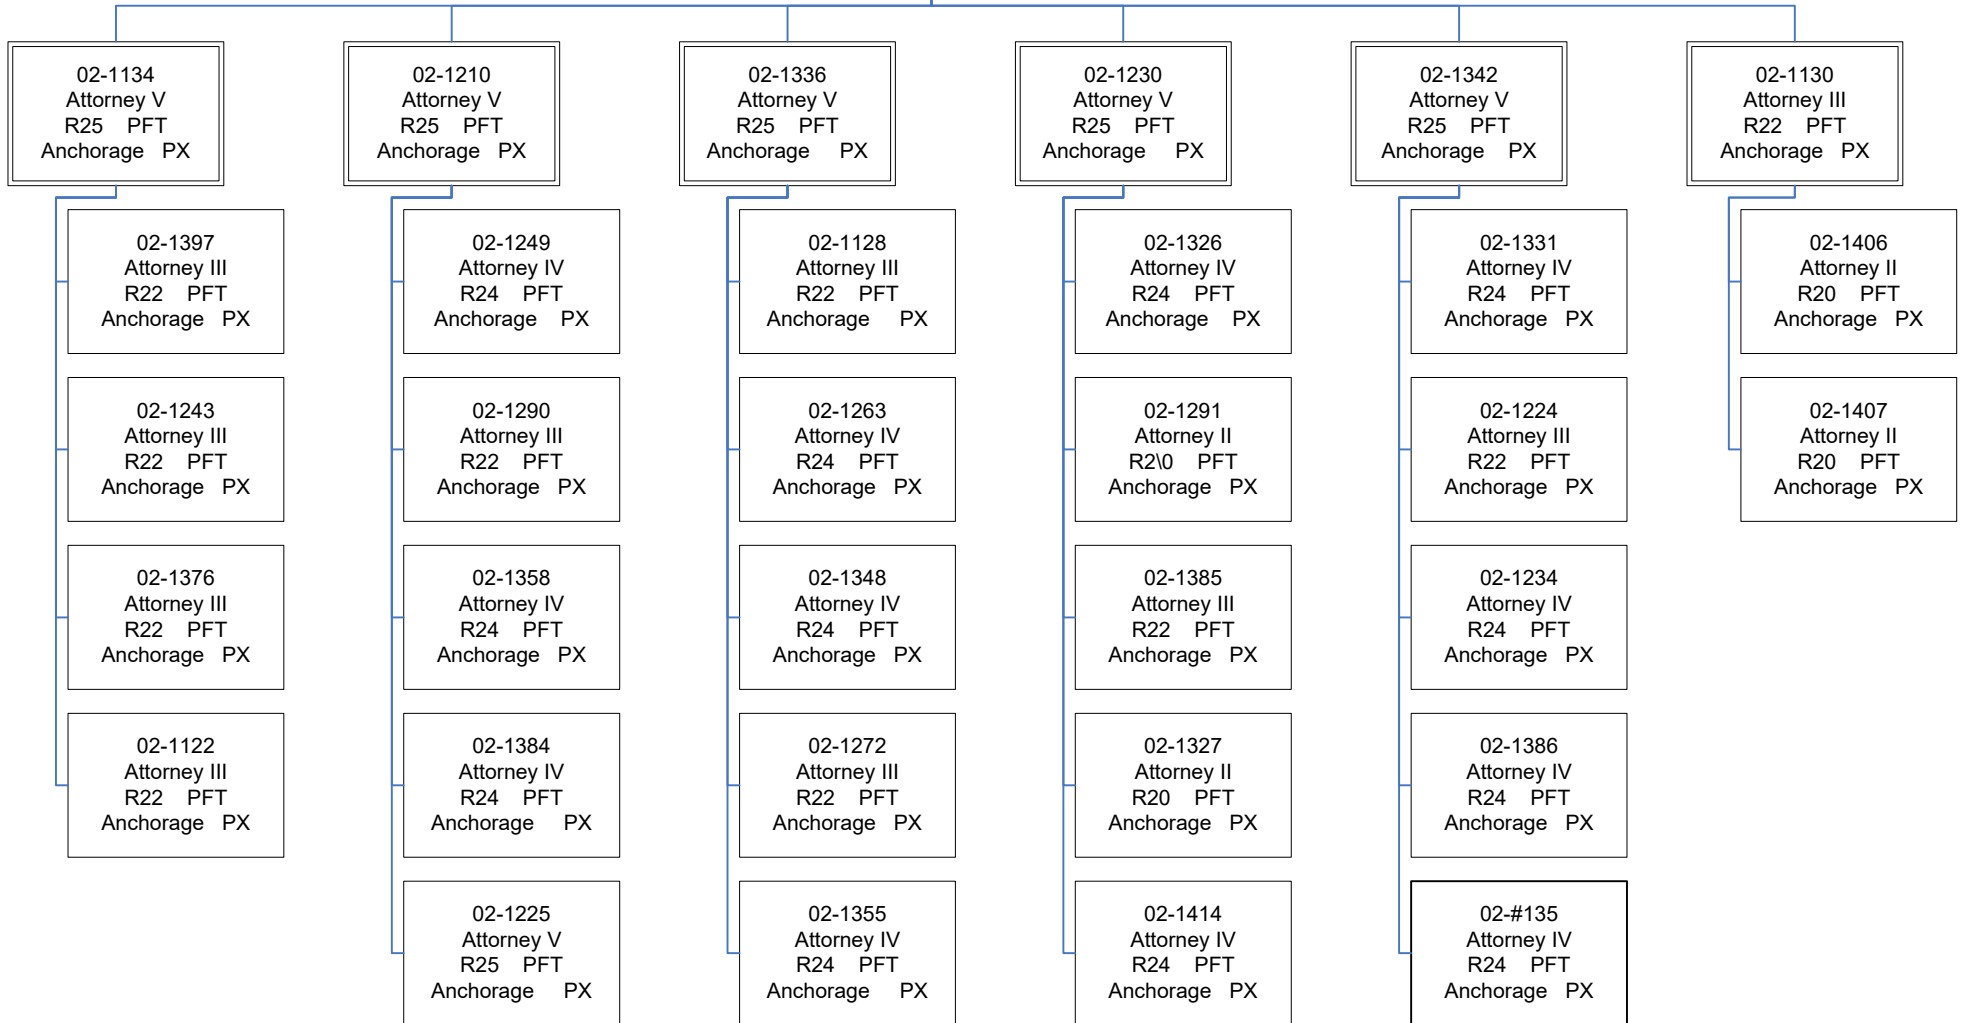 02-1134
Attorney V
R25 PFT
Anchorage PX
02-1397
Attorney III
R22 PFT
Anchorage PX
02-1243
Attorney III
R22 PFT
Anchorage PX
02-1376
Attorney III
R22 PFT
Anchorage PX
02-1122
Attorney III
R22 PFT
Anchorage PX
02-1210
Attorney V
R25 PFT
Anchorage PX
02-1249
Attorney IV
R24 PFT
Anchorage PX
02-1290
Attorney III
R22 PFT
Anchorage PX
02-1358
Attorney IV
R24 PFT
Anchorage PX
02-1384
Attorney IV
R24 PFT
Anchorage PX
02-1225
Attorney V
R25 PFT
Anchorage PX
02-1336
Attorney V
R25 PFT
Anchorage PX
02-1128
Attorney III
R22 PFT
Anchorage PX
02-1263
Attorney IV
R24 PFT
Anchorage PX
02-1348
Attorney IV
R24 PFT
Anchorage PX
02-1272
Attorney III
R22 PFT
Anchorage PX
02-1355
Attorney IV
R24 PFT
Anchorage PX
02-1230
Attorney V
R25 PFT
Anchorage PX
02-1326
Attorney IV
R24 PFT
Anchorage PX
02-1291
Attorney II
R2\0 PFT
Anchorage PX
02-1385
Attorney III
R22 PFT
Anchorage PX
02-1327
Attorney II
R20 PFT
Anchorage PX
02-1414
Attorney IV
R24 PFT
Anchorage PX
02-1342
Attorney V
R25 PFT
Anchorage PX
02-1331
Attorney IV
R24 PFT
Anchorage PX
02-1224
Attorney III
R22 PFT
Anchorage PX
02-1234
Attorney IV
R24 PFT
Anchorage PX
02-1386
Attorney IV
R24 PFT
Anchorage PX
02-#135
Attorney IV
R24 PFT
Anchorage PX
02-1130
Attorney III
R22 PFT
Anchorage PX
02-1406
Attorney II
R20 PFT
Anchorage PX
02-1407
Attorney II
R20 PFT
Anchorage PX